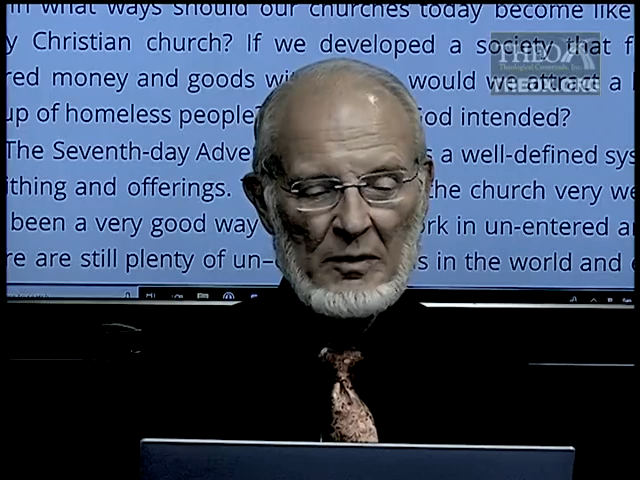 in what ways should our churches today become like
y Christian church? If we developed a society that f
red money and goods wi would we attract a
up of homeless people? God intended?
The Seventh-day Adve s a well-defined sys
ithing and offerings. the church very we
been a very good way rk in un-entered a
re are still plenty of un– s in the world and
THEO